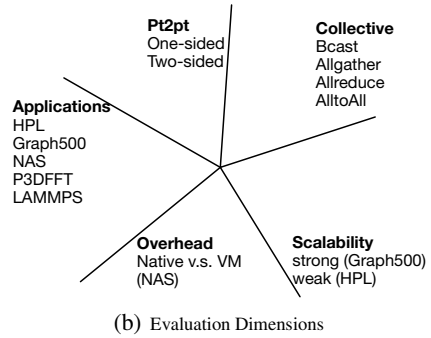 Pt2pt
One-sided
Two-sided
Collective
Bcast
Allgather
Allreduce
AlltoAll
Applications
HPL
Graph500
NAS
P3DFFT
LAMMPS
Overhead
Native v.s. VM
(NAS)
Scalability
strong (Graph500)
weak (HPL)
(b) Evaluation Dimensions